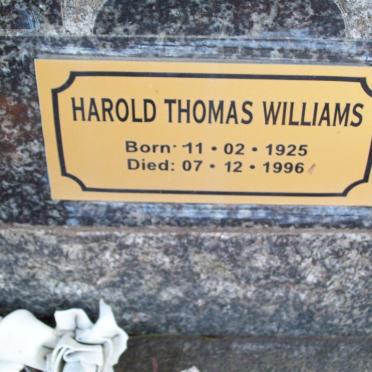 HAROLD THOMAS WILLIAMS
Born· 11 • 02 • 1925
Died: 07 • 12 • 1996